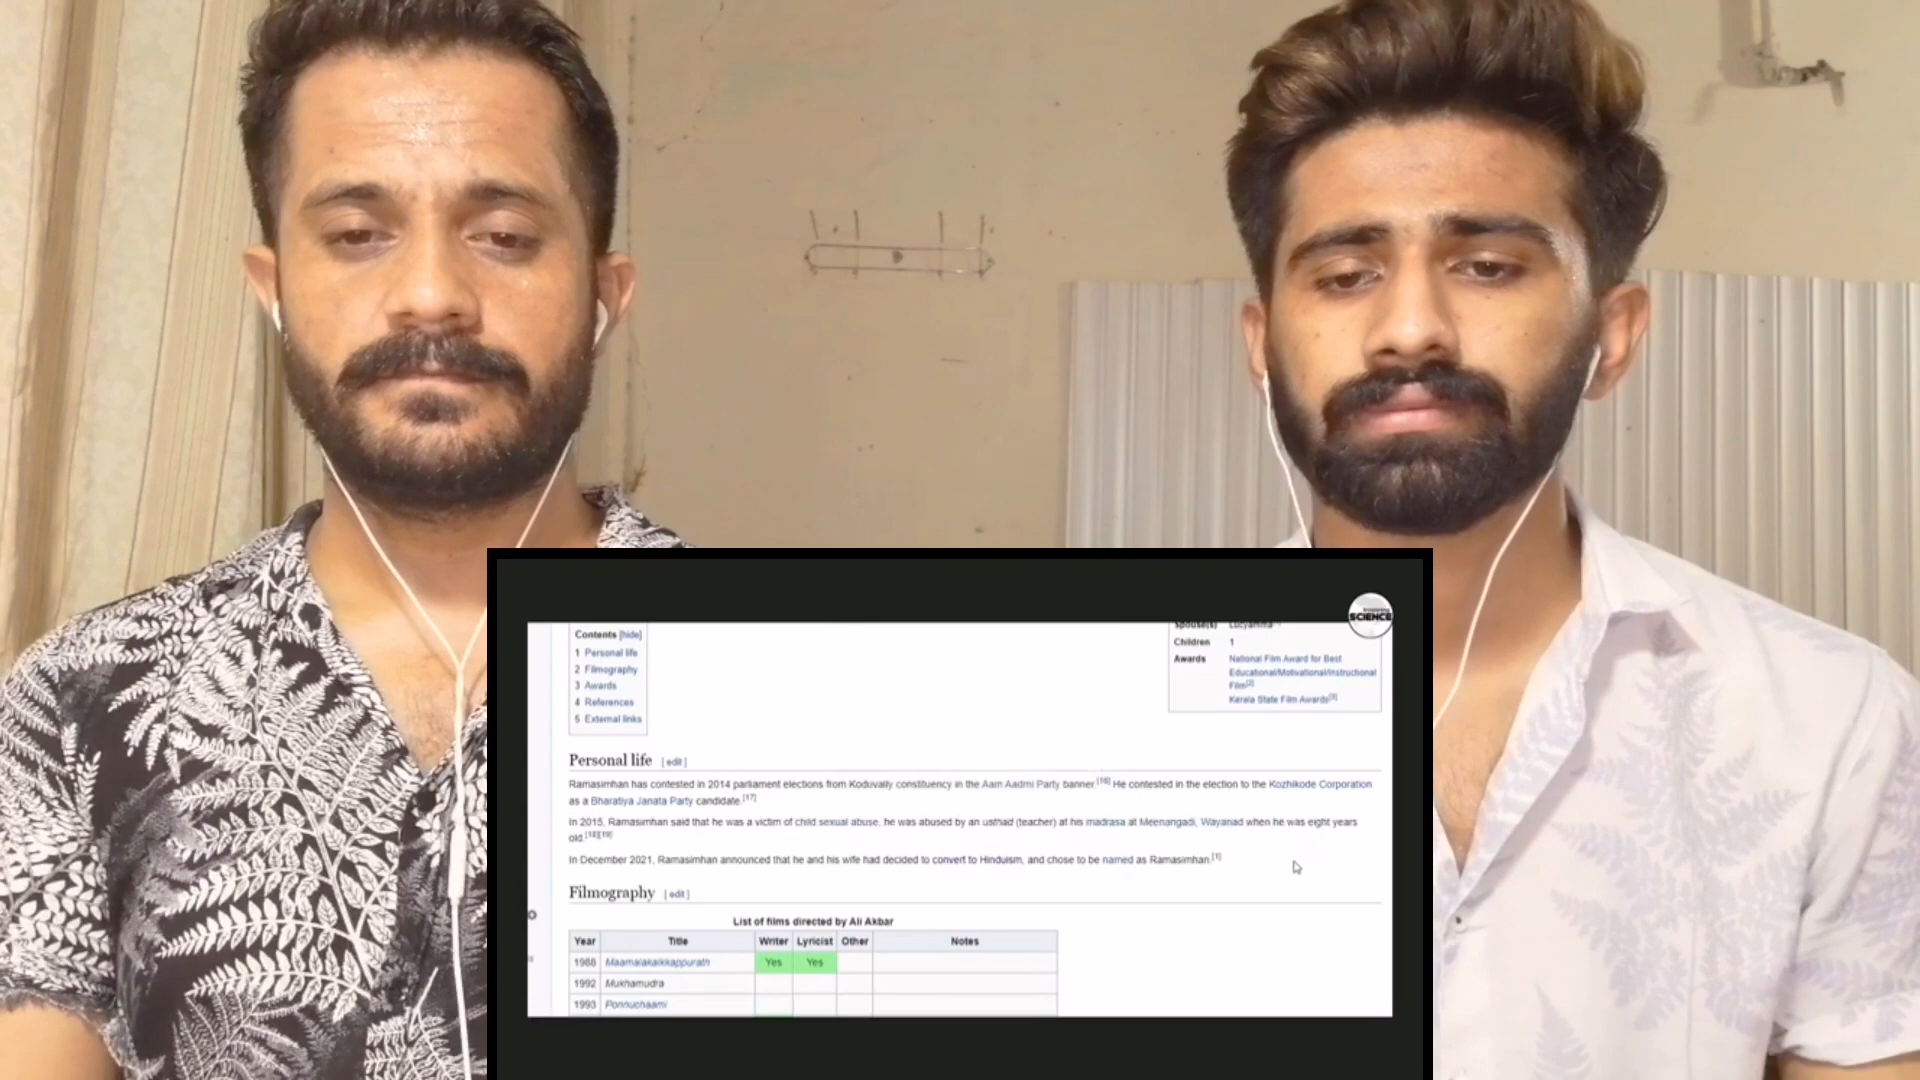 SCIENCE
Contents [hide]
1 Personal life
2 Filmography
3 Awards
4 References
5 External links
Spouse(s) Lucyamma
Children 1
Awards National Film Award for Best
Educational/Motivational/Instructional
Film[2]
Kerala State Film Awards[3]
Personal life [ edit ]
Ramasimhan has contested in 2014 parliament elections from Koduvally constituency in the Aam Aadmi Party banner.[16] He contested in the election to the Kozhikode Corporation
as a Bharatiya Janata Party candidate.[17]
In 2015, Ramasimhan said that he was a victim of child sexual abuse, he was abused by an usthad (teacher) at his madrasa at Meenangadi, Wayanad when he was eight years
old.[18][19]
In December 2021, Ramasimhan announced that he and his wife had decided to convert to Hinduism, and chose to be named as Ramasimhan.[1]
Filmography [ edit ]
List of films directed by Ali Akbar
Year Title Writer Lyricist Other Notes
1988 Maamalakalkkappurath Yes Yes
1992 Mukhamudra
1993 Ponnuchaami